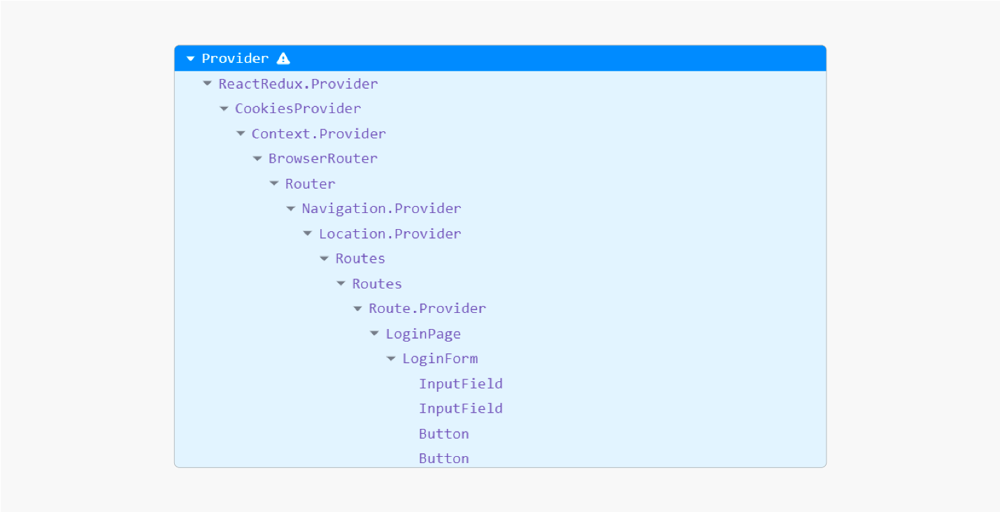 Provider
ReactRedux.Provider
CookiesProvider
Context.Provider
BrowserRouter
Router
Navigation.Provider
Location.Provider
Routes
Routes
Route.Provider
LoginPage
LoginForm
InputField
InputField
Button
Button